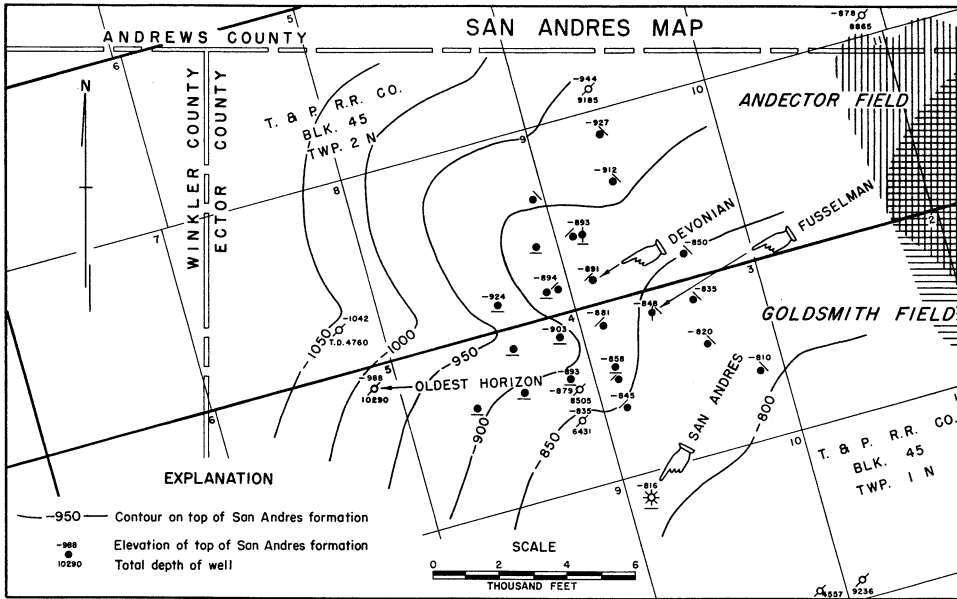 SAN ANDRES MAP
ANDREWS COUNTY
WINKLER COUNTY
ECTOR COUNTY
N
T. & P. R.R. CO.
BLK. 45
TWP. 2 N
ANDECTOR FIELD
GOLDSMITH FIELD
DEVONIAN
FUSSELMAN
SAN ANDRES
OLDEST HORIZON
T. & P. R.R. CO.
BLK. 45
TWP. 1 N
5
6
7
8
9
10
2
3
4
5
6
9
10
-878
8865
-944
9185
-927
-912
-893
-891
-894
-924
-850
-848
-835
-881
-903
-820
-810
-858
-893
-879
8505
-845
-835
6431
-816
-1042
T.D. 4760
-988
10290
4557
9236
-1050
-1000
-950
-900
-850
-800
EXPLANATION
-950 Contour on top of San Andres formation
-988 Elevation of top of San Andres formation
10290 Total depth of well
SCALE
0 2 4 6
THOUSAND FEET